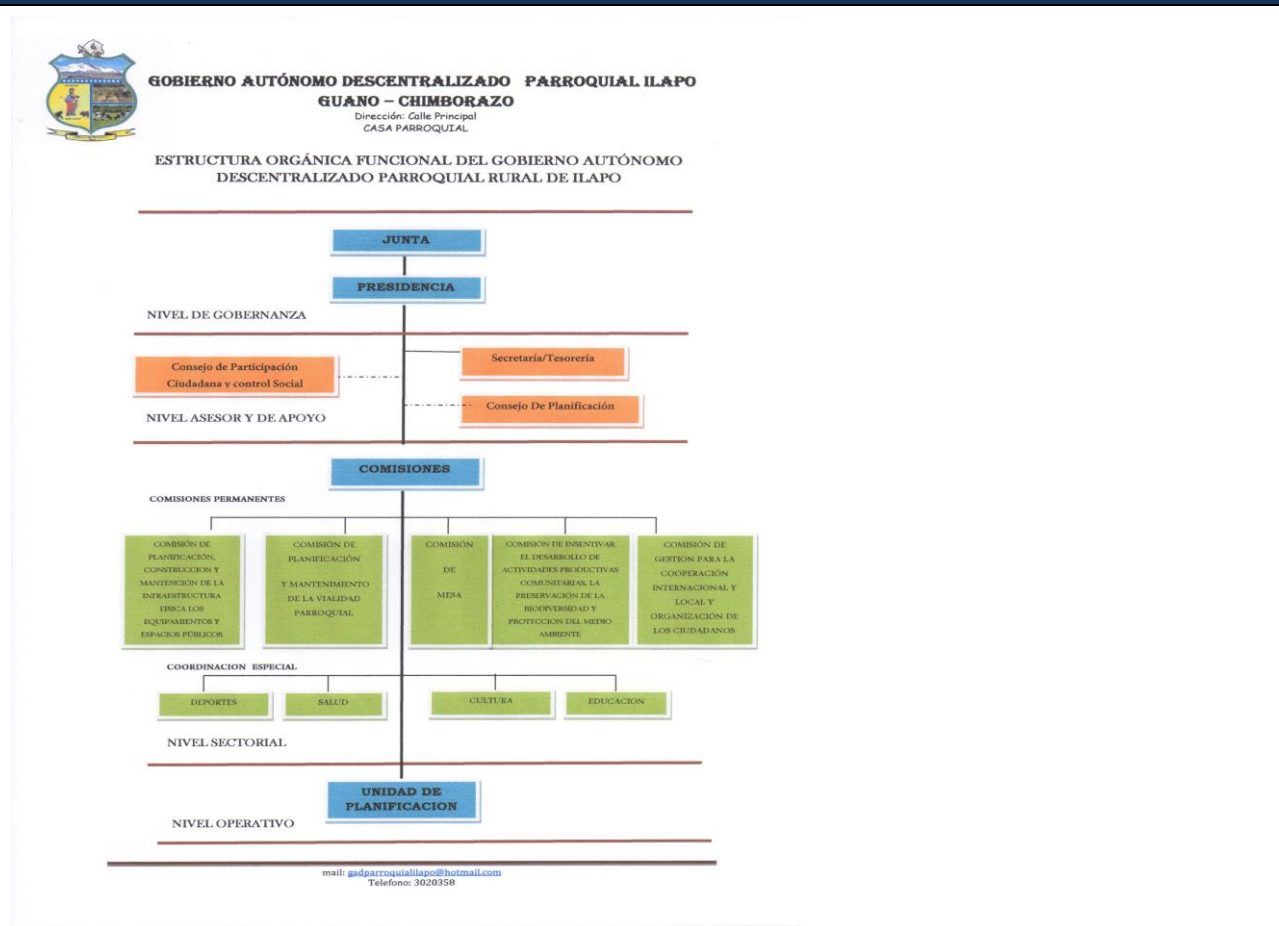 GOBIERNO AUTÓNOMO DESCENTRALIZADO PARROQUIAL ILAPO
GUANO – CHIMBORAZO
Dirección: Calle Principal
CASA PARROQUIAL
ESTRUCTURA ORGÁNICA FUNCIONAL DEL GOBIERNO AUTÓNOMO
DESCENTRALIZADO PARROQUIAL RURAL DE ILAPO
JUNTA
PRESIDENCIA
NIVEL DE GOBERNANZA
Consejo de Participación
Ciudadana y control Social
Secretaría/Tesorería
Consejo De Planificación
NIVEL ASESOR Y DE APOYO
COMISIONES
COMISIONES PERMANENTES
COMISIÓN DE
PLANIFICACIÓN,
CONSTRUCCION Y
MANTENCIÓN DE LA
INFRAESTRUCTURA
FISICA LOS
EQUIPAMIENTOS Y
ESPACIOS PÚBLICOS
COMISIÓN DE
PLANIFICACIÓN
Y MANTENIMIENTO
DE LA VIALIDAD
PARROQUIAL
COMISIÓN
DE
MESA
COMISIÓN DE INSENTIVAR
EL DESARROLLO DE
ACTIVIDADES PRODUCTIVAS
COMUNITARIAS, LA
PRESERVACIÓN DE LA
BIODIVERSIDAD Y
PROTECCION DEL MEDIO
AMBIENTE
COMISIÓN DE
GESTIÓN PARA LA
COOPERACIÓN
INTERNACIONAL Y
LOCAL Y
ORGANIZACIÓN DE
LOS CIUDADANOS
COORDINACION ESPECIAL
DEPORTES
SALUD
CULTURA
EDUCACION
NIVEL SECTORIAL
UNIDAD DE
PLANIFICACION
NIVEL OPERATIVO
mail: gadparroquialilapo@hotmail.com
Telefono: 3020358